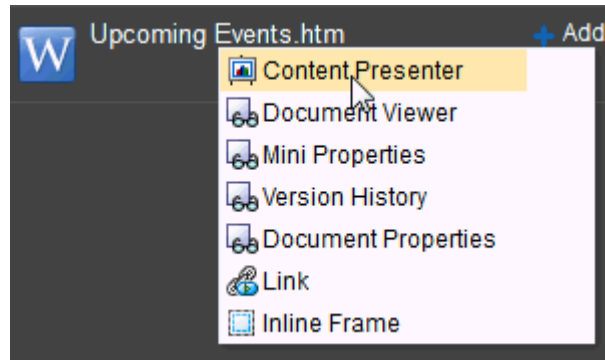 W Upcoming Events.htm Add
Content Presenter
Document Viewer
Mini Properties
Version History
Document Properties
Link
Inline Frame